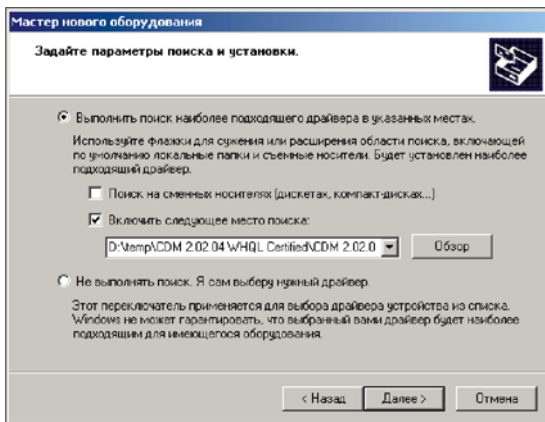 Мастер нового оборудования
Задайте параметры поиска и установки.
Выполнить поиск наиболее подходящего драйвера в указанных местах.
Используйте флажки для сужения или расширения области поиска, включающей
по умолчанию локальные папки и съемные носители. Будет установлен наиболее
подходящий драйвер.
Поиск на сменных носителях (дискетах, компакт-дисках...)
Включить следующее место поиска:
D:\temp\CDM 2.02.04 WHQL Certified\CDM 2.02.0
Обзор
Не выполнять поиск. Я сам выберу нужный драйвер.
Этот переключатель применяется для выбора драйвера устройства из списка.
Windows не может гарантировать, что выбранный вами драйвер будет наиболее
подходящим для имеющегося оборудования.
< Назад Далее > Отмена